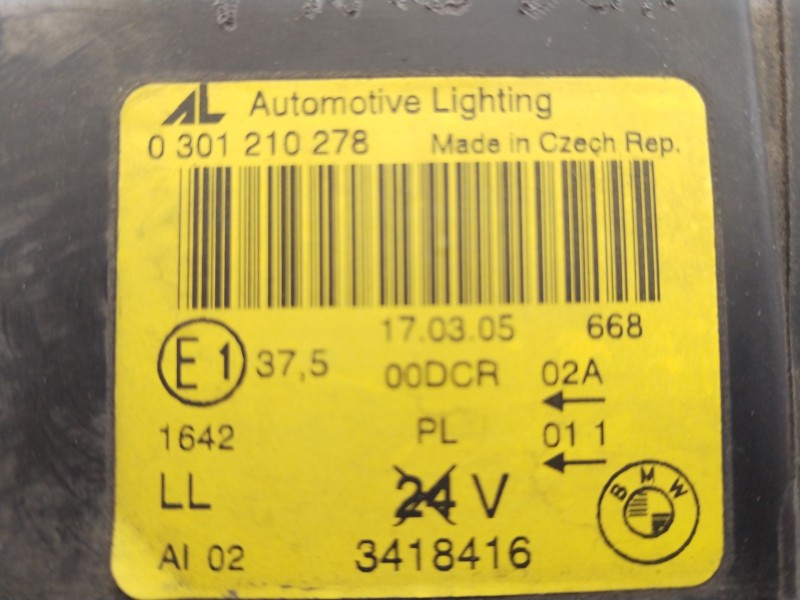 AL Automotive Lighting
0 301 210 278 Made in Czech Rep.
17.03.05 668
E1 37,5 00DCR 02A
1642 PL 01 1
LL 24 V
BMW
AI 02 3418416